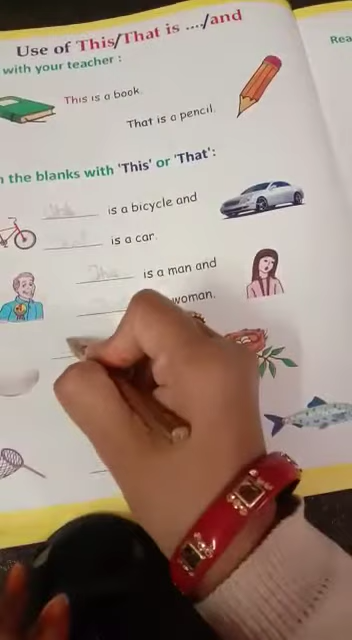 Use of This/That is ..../and
with your teacher :
This is a book.
That is a pencil.
the blanks with 'This' or 'That':
is a bicycle and
is a car.
is a man and
woman.
Rea